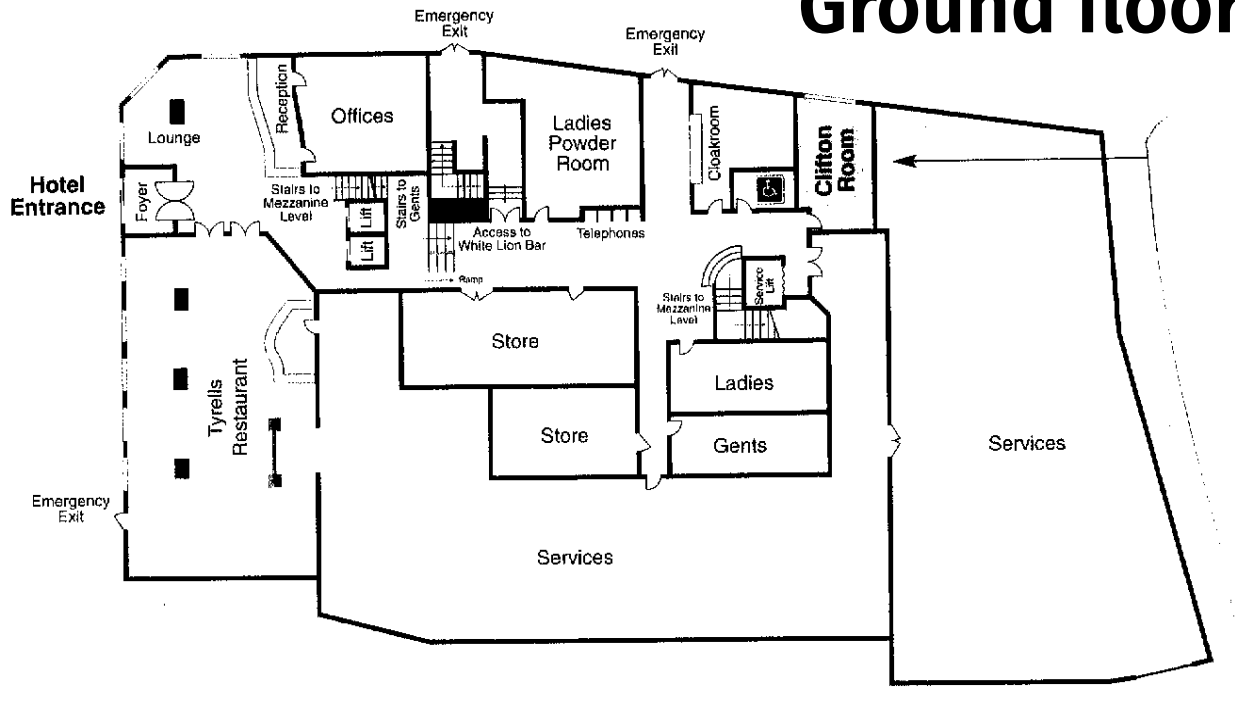 Ground floor
Emergency
Exit
Emergency
Exit
Reception
Offices
Lounge
Ladies
Powder
Room
Cloakroom
Clifton
Room
Hotel
Entrance
Foyer
Stairs to
Mezzanine
Level
Lift
Lift
Stairs to
Gents
Access to
White Lion Bar
Telephones
Ramp
Service
Lift
Stairs to
Mezzanine
Level
Store
Ladies
Tyrells
Restaurant
Store
Gents
Services
Emergency
Exit
Services